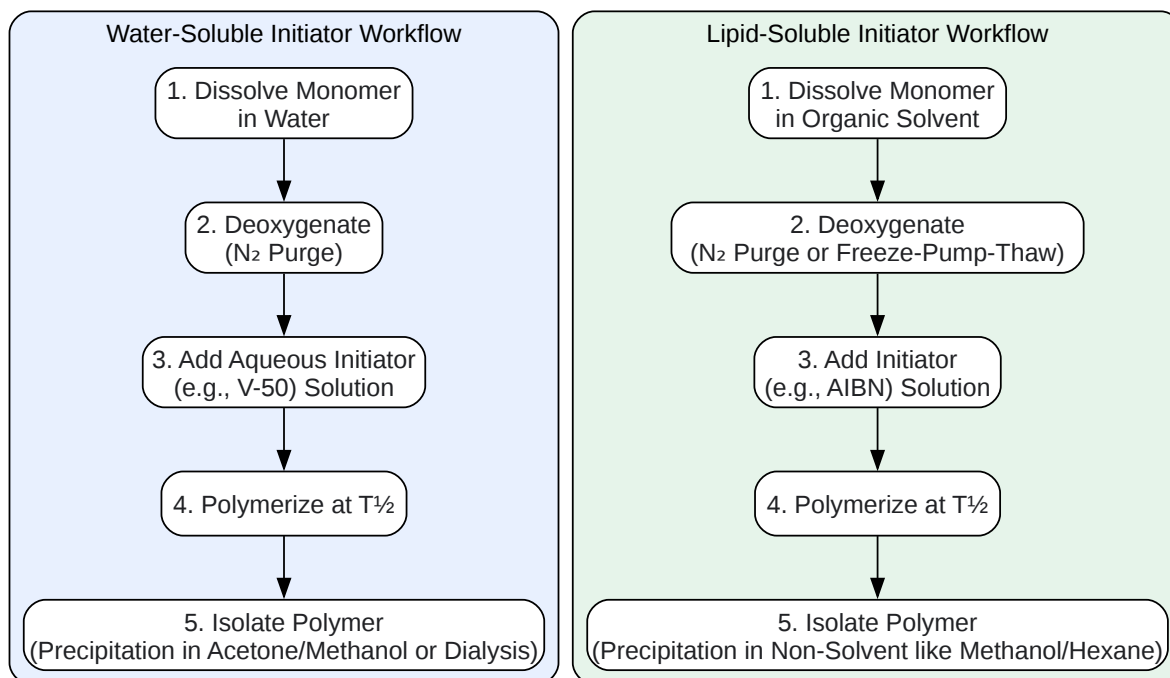 Water-Soluble Initiator Workflow
1. Dissolve Monomer
in Water
2. Deoxygenate
(N₂ Purge)
3. Add Aqueous Initiator
(e.g., V-50) Solution
4. Polymerize at T½
5. Isolate Polymer
(Precipitation in Acetone/Methanol or Dialysis)
Lipid-Soluble Initiator Workflow
1. Dissolve Monomer
in Organic Solvent
2. Deoxygenate
(N₂ Purge or Freeze-Pump-Thaw)
3. Add Initiator
(e.g., AIBN) Solution
4. Polymerize at T½
5. Isolate Polymer
(Precipitation in Non-Solvent like Methanol/Hexane)